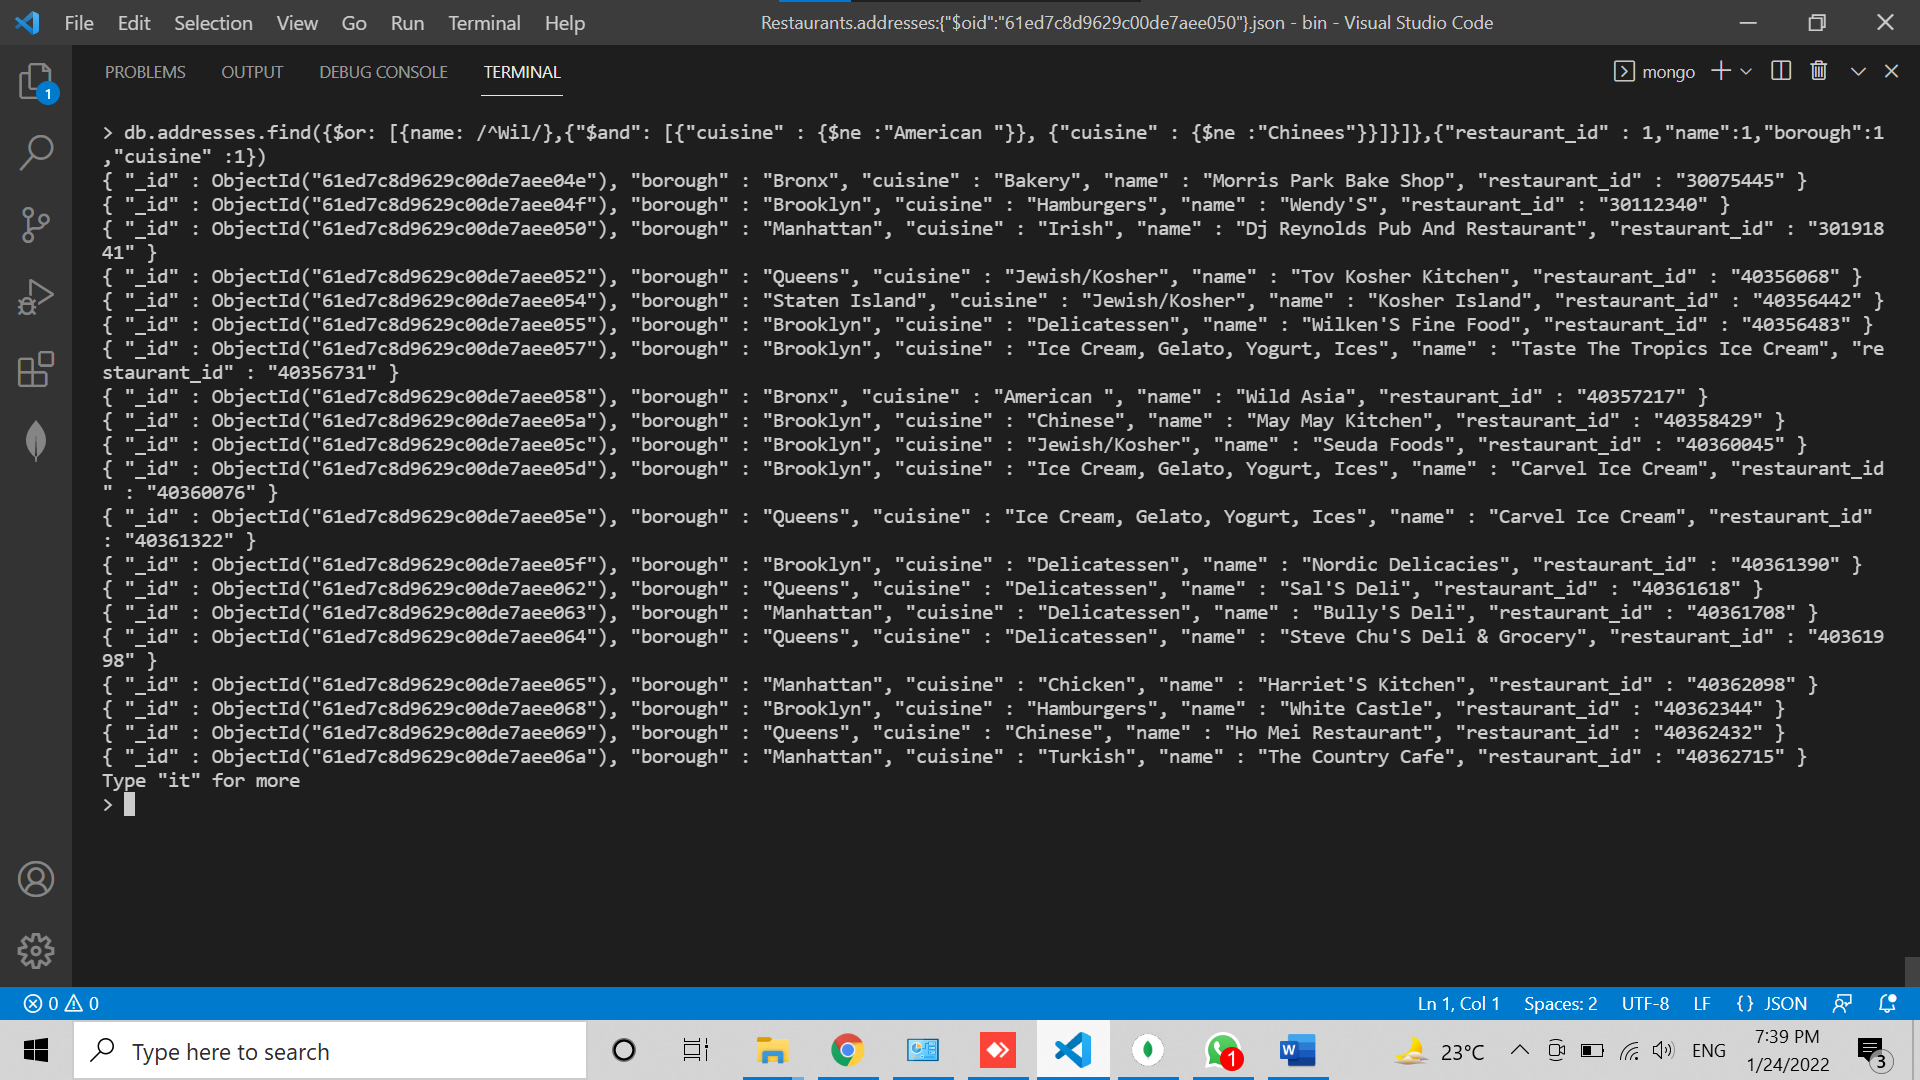 File Edit Selection View Go Run Terminal Help
Restaurants.addresses:{"$oid":"61ed7c8d9629c00de7aee050"}.json - bin - Visual Studio Code
1
PROBLEMS OUTPUT DEBUG CONSOLE TERMINAL
mongo
> db.addresses.find({$or: [{name: /^Wil/},{"$and": [{"cuisine" : {$ne :"American "}}, {"cuisine" : {$ne :"Chinees"}}]}]},{"restaurant_id" : 1,"name":1,"borough":1
,"cuisine" :1})
{ "_id" : ObjectId("61ed7c8d9629c00de7aee04e"), "borough" : "Bronx", "cuisine" : "Bakery", "name" : "Morris Park Bake Shop", "restaurant_id" : "30075445" }
{ "_id" : ObjectId("61ed7c8d9629c00de7aee04f"), "borough" : "Brooklyn", "cuisine" : "Hamburgers", "name" : "Wendy'S", "restaurant_id" : "30112340" }
{ "_id" : ObjectId("61ed7c8d9629c00de7aee050"), "borough" : "Manhattan", "cuisine" : "Irish", "name" : "Dj Reynolds Pub And Restaurant", "restaurant_id" : "301918
41" }
{ "_id" : ObjectId("61ed7c8d9629c00de7aee052"), "borough" : "Queens", "cuisine" : "Jewish/Kosher", "name" : "Tov Kosher Kitchen", "restaurant_id" : "40356068" }
{ "_id" : ObjectId("61ed7c8d9629c00de7aee054"), "borough" : "Staten Island", "cuisine" : "Jewish/Kosher", "name" : "Kosher Island", "restaurant_id" : "40356442" }
{ "_id" : ObjectId("61ed7c8d9629c00de7aee055"), "borough" : "Brooklyn", "cuisine" : "Delicatessen", "name" : "Wilken'S Fine Food", "restaurant_id" : "40356483" }
{ "_id" : ObjectId("61ed7c8d9629c00de7aee057"), "borough" : "Brooklyn", "cuisine" : "Ice Cream, Gelato, Yogurt, Ices", "name" : "Taste The Tropics Ice Cream", "re
staurant_id" : "40356731" }
{ "_id" : ObjectId("61ed7c8d9629c00de7aee058"), "borough" : "Bronx", "cuisine" : "American ", "name" : "Wild Asia", "restaurant_id" : "40357217" }
{ "_id" : ObjectId("61ed7c8d9629c00de7aee05a"), "borough" : "Brooklyn", "cuisine" : "Chinese", "name" : "May May Kitchen", "restaurant_id" : "40358429" }
{ "_id" : ObjectId("61ed7c8d9629c00de7aee05c"), "borough" : "Brooklyn", "cuisine" : "Jewish/Kosher", "name" : "Seuda Foods", "restaurant_id" : "40360045" }
{ "_id" : ObjectId("61ed7c8d9629c00de7aee05d"), "borough" : "Brooklyn", "cuisine" : "Ice Cream, Gelato, Yogurt, Ices", "name" : "Carvel Ice Cream", "restaurant_id
" : "40360076" }
{ "_id" : ObjectId("61ed7c8d9629c00de7aee05e"), "borough" : "Queens", "cuisine" : "Ice Cream, Gelato, Yogurt, Ices", "name" : "Carvel Ice Cream", "restaurant_id"
: "40361322" }
{ "_id" : ObjectId("61ed7c8d9629c00de7aee05f"), "borough" : "Brooklyn", "cuisine" : "Delicatessen", "name" : "Nordic Delicacies", "restaurant_id" : "40361390" }
{ "_id" : ObjectId("61ed7c8d9629c00de7aee062"), "borough" : "Queens", "cuisine" : "Delicatessen", "name" : "Sal'S Deli", "restaurant_id" : "40361618" }
{ "_id" : ObjectId("61ed7c8d9629c00de7aee063"), "borough" : "Manhattan", "cuisine" : "Delicatessen", "name" : "Bully'S Deli", "restaurant_id" : "40361708" }
{ "_id" : ObjectId("61ed7c8d9629c00de7aee064"), "borough" : "Queens", "cuisine" : "Delicatessen", "name" : "Steve Chu'S Deli & Grocery", "restaurant_id" : "403619
98" }
{ "_id" : ObjectId("61ed7c8d9629c00de7aee065"), "borough" : "Manhattan", "cuisine" : "Chicken", "name" : "Harriet'S Kitchen", "restaurant_id" : "40362098" }
{ "_id" : ObjectId("61ed7c8d9629c00de7aee068"), "borough" : "Brooklyn", "cuisine" : "Hamburgers", "name" : "White Castle", "restaurant_id" : "40362344" }
{ "_id" : ObjectId("61ed7c8d9629c00de7aee069"), "borough" : "Queens", "cuisine" : "Chinese", "name" : "Ho Mei Restaurant", "restaurant_id" : "40362432" }
{ "_id" : ObjectId("61ed7c8d9629c00de7aee06a"), "borough" : "Manhattan", "cuisine" : "Turkish", "name" : "The Country Cafe", "restaurant_id" : "40362715" }
Type "it" for more
>
0 0
Ln 1, Col 1 Spaces: 2 UTF-8 LF {} JSON
Type here to search
1
W
23°C
ENG
7:39 PM
1/24/2022
3